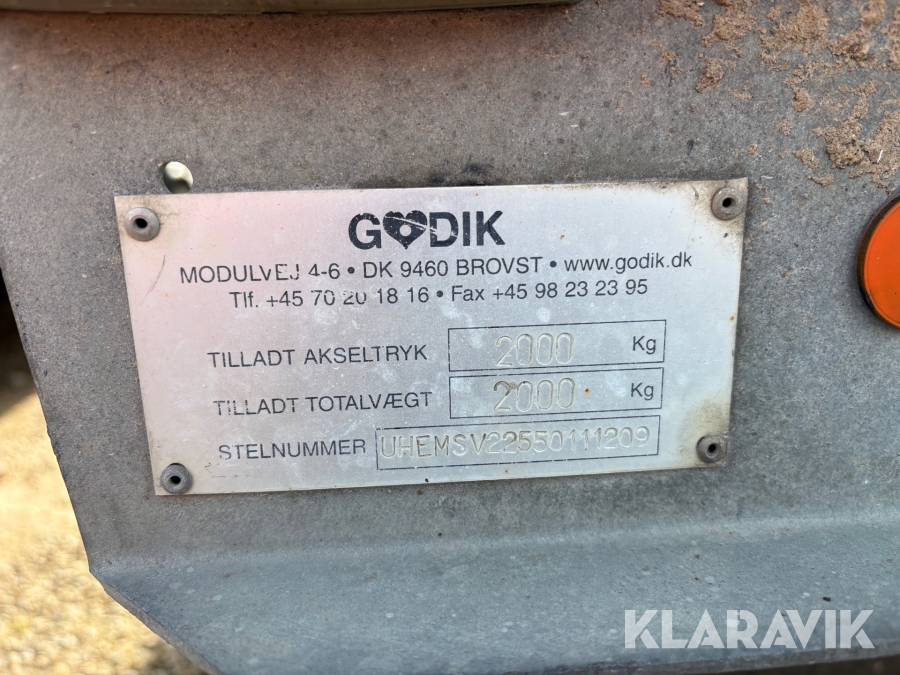 GODIK
MODULVEJ 4-6 • DK 9460 BROVST • www.godik.dk
Tlf. +45 70 20 18 16 • Fax +45 98 23 23 95
TILLADT AKSELTRYK 2000 Kg
TILLADT TOTALVÆGT 2000 Kg
STELNUMMER UHEMSV22550111209
KLARAVIK